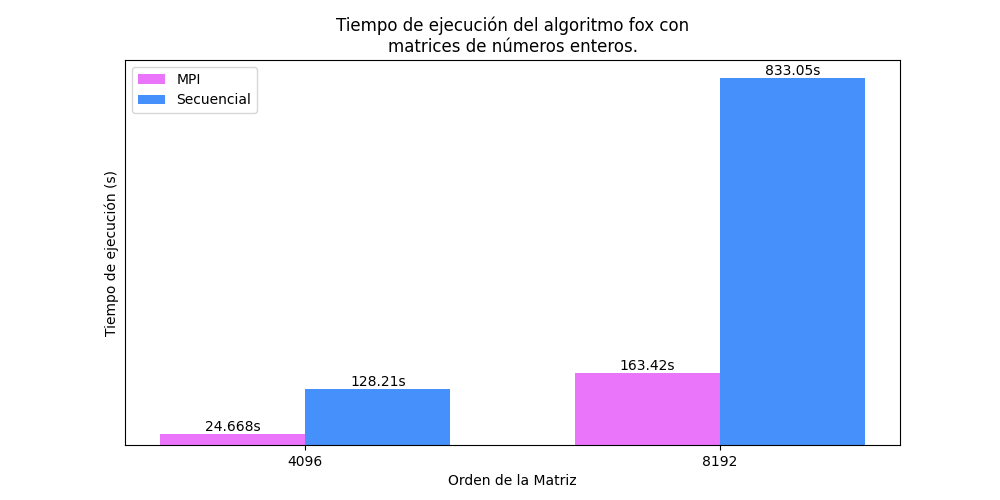 Tiempo de ejecución del algoritmo fox con
matrices de números enteros.
MPI
Secuencial
833.05s
163.42s
128.21s
24.668s
Tiempo de ejecución (s)
4096
8192
Orden de la Matriz